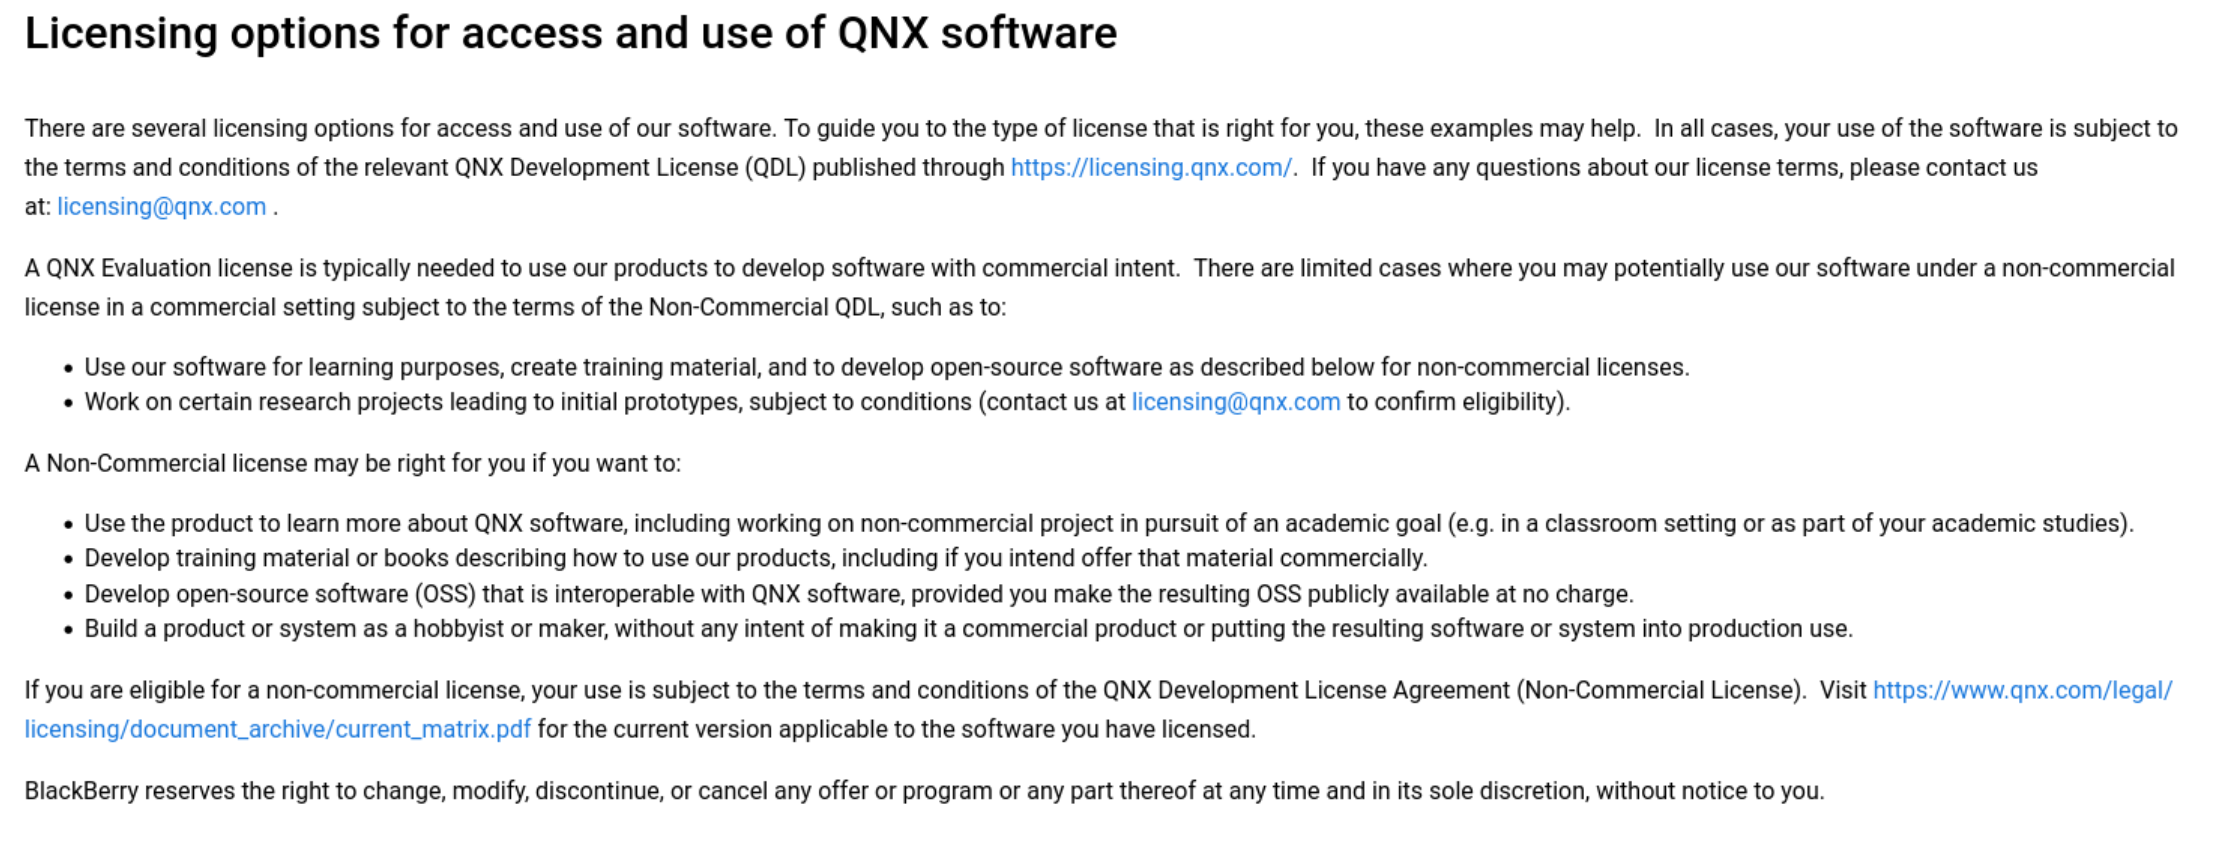 Licensing options for access and use of QNX software
There are several licensing options for access and use of our software. To guide you to the type of license that is right for you, these examples may help.  In all cases, your use of the software is subject to
the terms and conditions of the relevant QNX Development License (QDL) published through https://licensing.qnx.com/.  If you have any questions about our license terms, please contact us
at: licensing@qnx.com .
A QNX Evaluation license is typically needed to use our products to develop software with commercial intent.  There are limited cases where you may potentially use our software under a non-commercial
license in a commercial setting subject to the terms of the Non-Commercial QDL, such as to:
• Use our software for learning purposes, create training material, and to develop open-source software as described below for non-commercial licenses.
• Work on certain research projects leading to initial prototypes, subject to conditions (contact us at licensing@qnx.com to confirm eligibility).
A Non-Commercial license may be right for you if you want to:
• Use the product to learn more about QNX software, including working on non-commercial project in pursuit of an academic goal (e.g. in a classroom setting or as part of your academic studies).
• Develop training material or books describing how to use our products, including if you intend offer that material commercially.
• Develop open-source software (OSS) that is interoperable with QNX software, provided you make the resulting OSS publicly available at no charge.
• Build a product or system as a hobbyist or maker, without any intent of making it a commercial product or putting the resulting software or system into production use.
If you are eligible for a non-commercial license, your use is subject to the terms and conditions of the QNX Development License Agreement (Non-Commercial License).  Visit https://www.qnx.com/legal/
licensing/document_archive/current_matrix.pdf for the current version applicable to the software you have licensed.
BlackBerry reserves the right to change, modify, discontinue, or cancel any offer or program or any part thereof at any time and in its sole discretion, without notice to you.